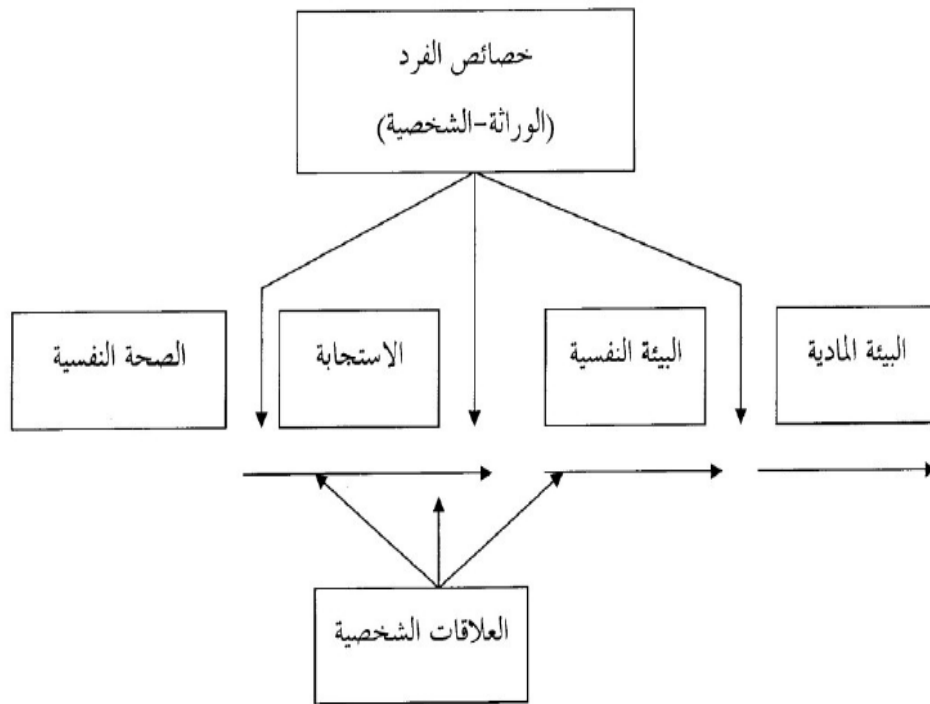 خصائص الفرد
(الوراثة-الشخصية)
البيئة المادية
البيئة النفسية
الاستجابة
الصحة النفسية
العلاقات الشخصية